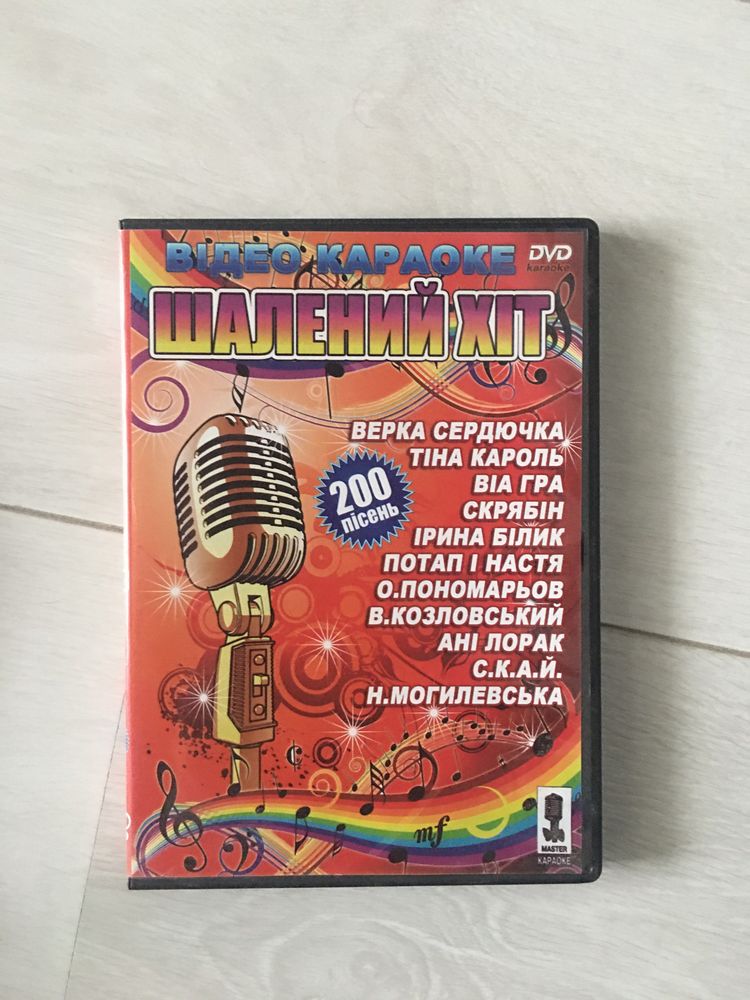 ВІДЕО КАРАОКЕ
DVD
karaoke
ШАЛЕНИЙ ХІТ
ВЕРКА СЕРДЮЧКА
ТІНА КАРОЛЬ
ВІА ГРА
СКРЯБІН
ІРИНА БІЛИК
ПОТАП І НАСТЯ
О.ПОНОМАРЬОВ
В.КОЗЛОВСЬКИЙ
АНІ ЛОРАК
С.К.А.Й.
Н.МОГИЛЕВСЬКА
200
пісень
mf
MASTER
КАРАОКЕ